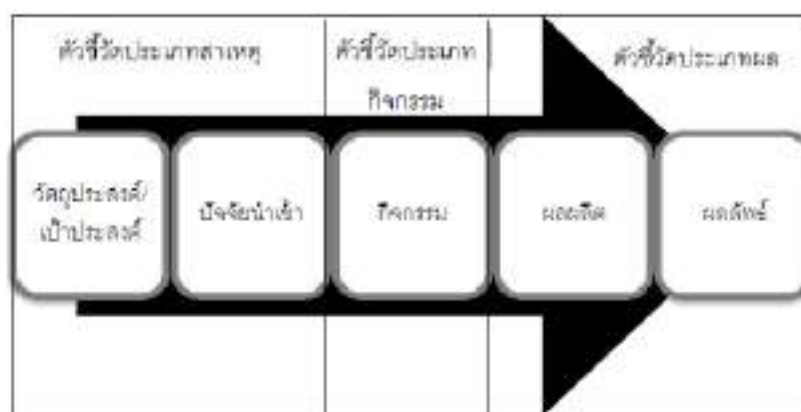 ตัวชี้วัดประเภทสาเหตุ
ตัวชี้วัดประเภท
กิจกรรม
ตัวชี้วัดประเภทผล
วัตถุประสงค์/
เป้าประสงค์
ปัจจัยนำเข้า
กิจกรรม
ผลผลิต
ผลลัพธ์